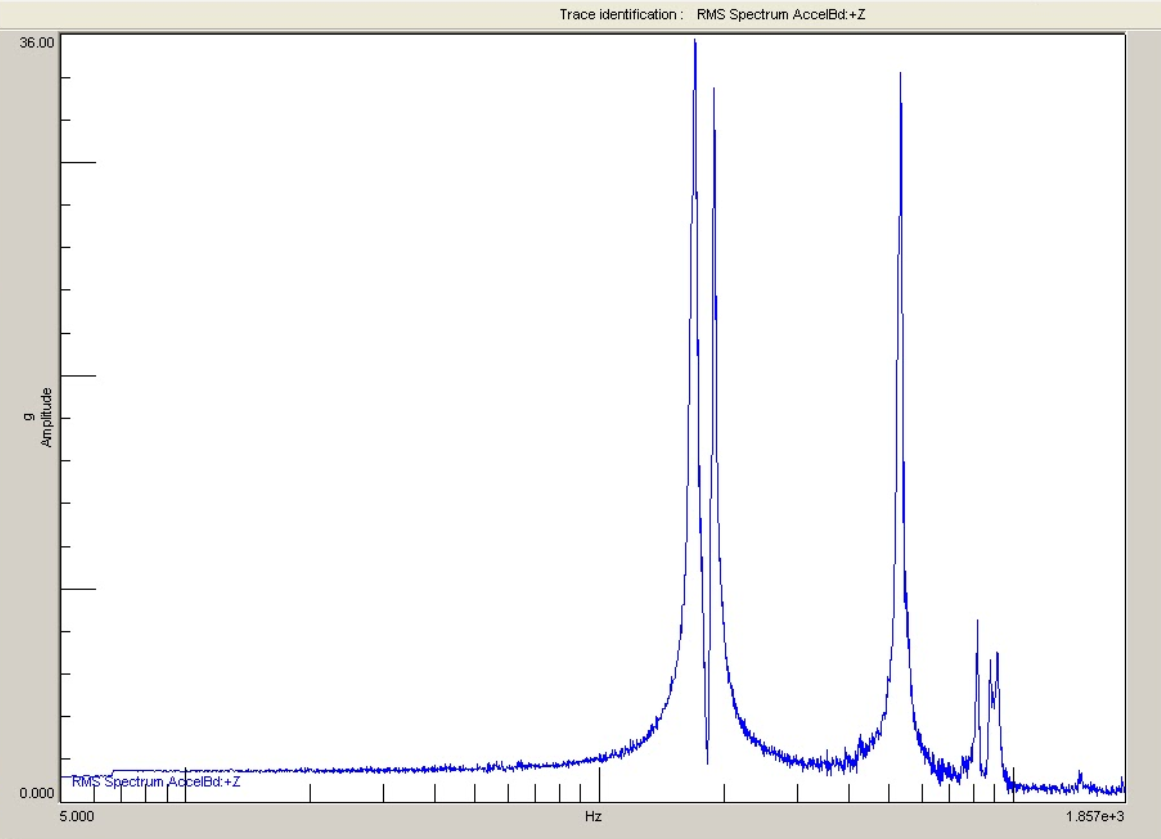 Trace identification : RMS Spectrum AccelBd:+Z
36.00
g
Amplitude
RMS Spectrum AccelBd:+Z
0.000
5.000 Hz 1.857e+3